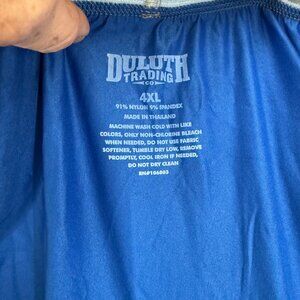 DULUTH
TRADING
CO
4XL
91% NYLON 9% SPANDEX
MADE IN THAILAND
MACHINE WASH COLD WITH LIKE
COLORS, ONLY NON-CHLORINE BLEACH
WHEN NEEDED, DO NOT USE FABRIC
SOFTENER, TUMBLE DRY LOW, REMOVE
PROMPTLY, COOL IRON IF NEEDED,
DO NOT DRY CLEAN
RN#106803